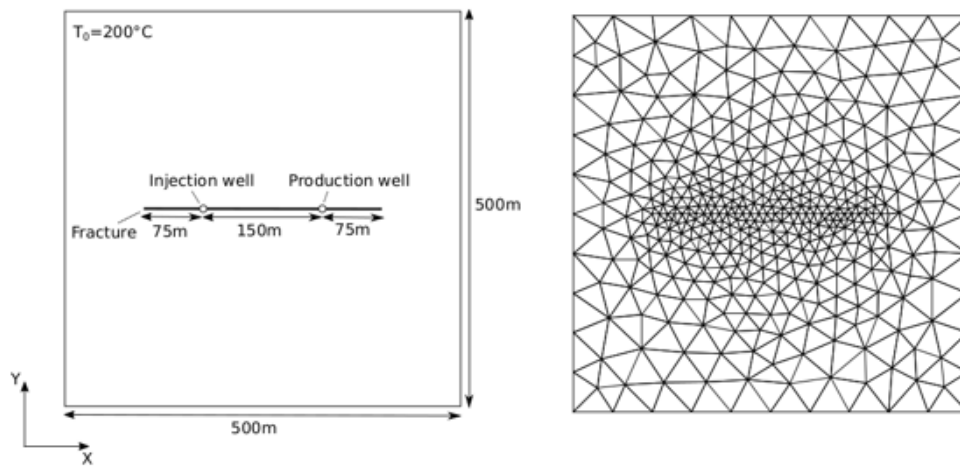 T₀=200°C
Injection well
Production well
500m
Fracture
75m
150m
75m
Y
500m
X